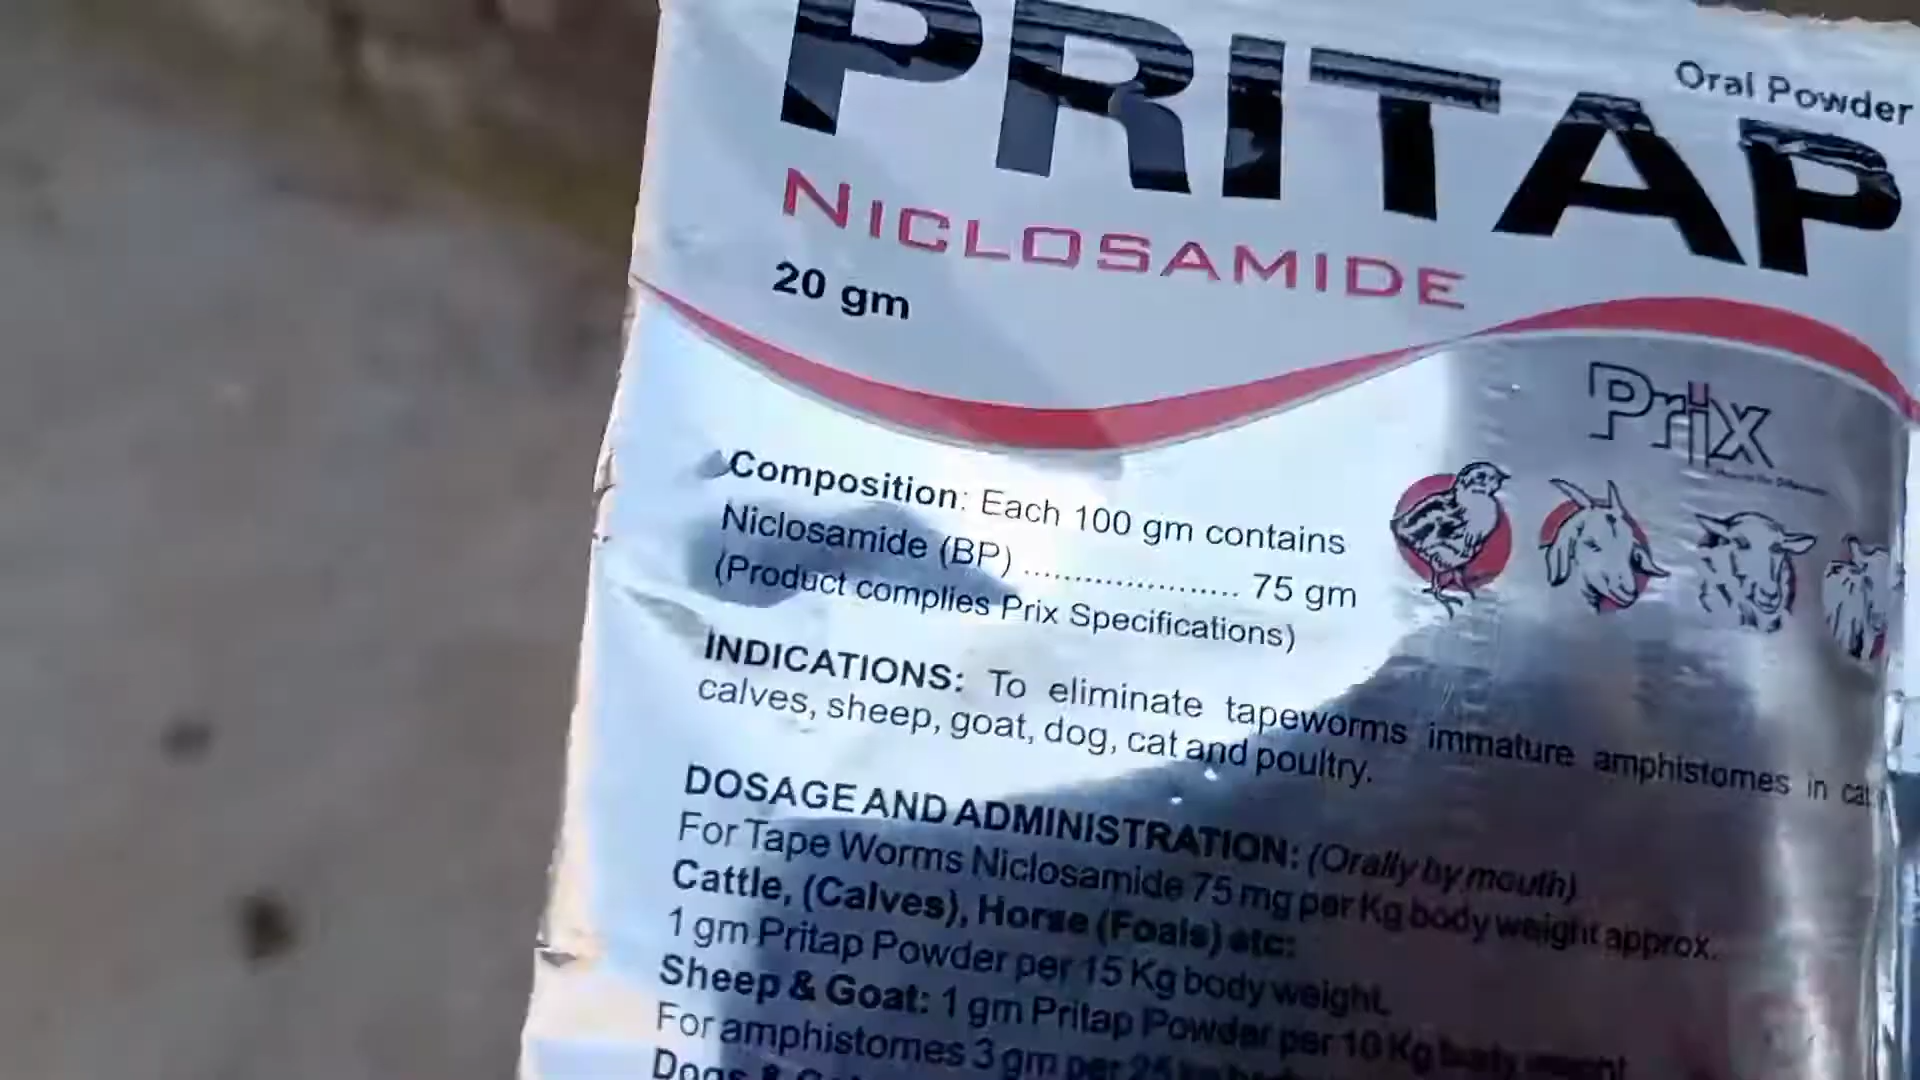 PRITAP
Oral Powder
NICLOSAMIDE
20 gm
Prix
Composition: Each 100 gm contains
Niclosamide (BP) ...................... 75 gm
(Product complies Prix Specifications)
INDICATIONS: To eliminate tapeworms immature amphistomes in
calves, sheep, goat, dog, cat and poultry.
DOSAGE AND ADMINISTRATION: (Orally by mouth)
For Tape Worms Niclosamide 75 mg per Kg body weight approx.
Cattle, (Calves), Horse (Foals) etc:
1 gm Pritap Powder per 15 Kg body weight.
Sheep & Goat: 1 gm Pritap Powder per 10 Kg body weight
For amphistomes 3 gm per 25
Dogs &